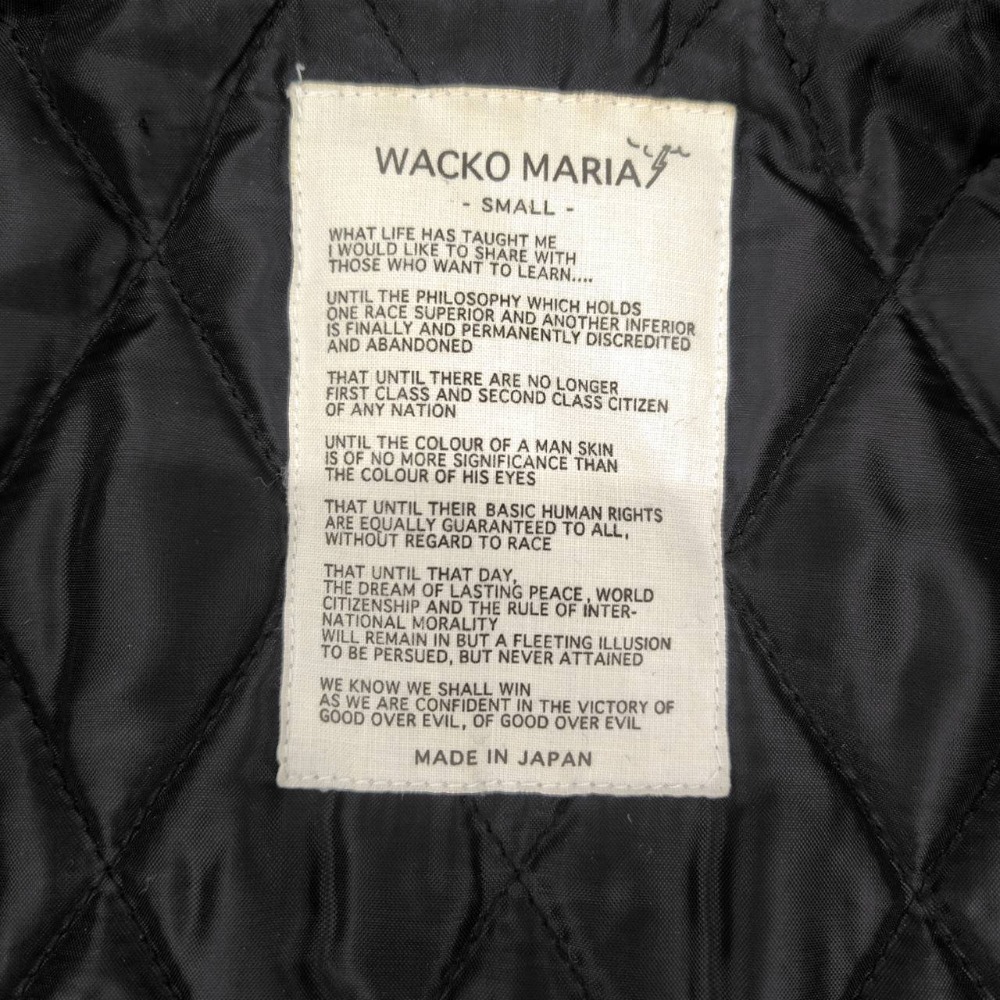 WACKO MARIA
- SMALL -
WHAT LIFE HAS TAUGHT ME
I WOULD LIKE TO SHARE WITH
THOSE WHO WANT TO LEARN....
UNTIL THE PHILOSOPHY WHICH HOLDS
ONE RACE SUPERIOR AND ANOTHER INFERIOR
IS FINALLY AND PERMANENTLY DISCREDITED
AND ABANDONED
THAT UNTIL THERE ARE NO LONGER
FIRST CLASS AND SECOND CLASS CITIZEN
OF ANY NATION
UNTIL THE COLOUR OF A MAN SKIN
IS OF NO MORE SIGNIFICANCE THAN
THE COLOUR OF HIS EYES
THAT UNTIL THEIR BASIC HUMAN RIGHTS
ARE EQUALLY GUARANTEED TO ALL,
WITHOUT REGARD TO RACE
THAT UNTIL THAT DAY,
THE DREAM OF LASTING PEACE, WORLD
CITIZENSHIP AND THE RULE OF INTER-
NATIONAL MORALITY
WILL REMAIN IN BUT A FLEETING ILLUSION
TO BE PERSUED, BUT NEVER ATTAINED
WE KNOW WE SHALL WIN
AS WE ARE CONFIDENT IN THE VICTORY OF
GOOD OVER EVIL, OF GOOD OVER EVIL
MADE IN JAPAN